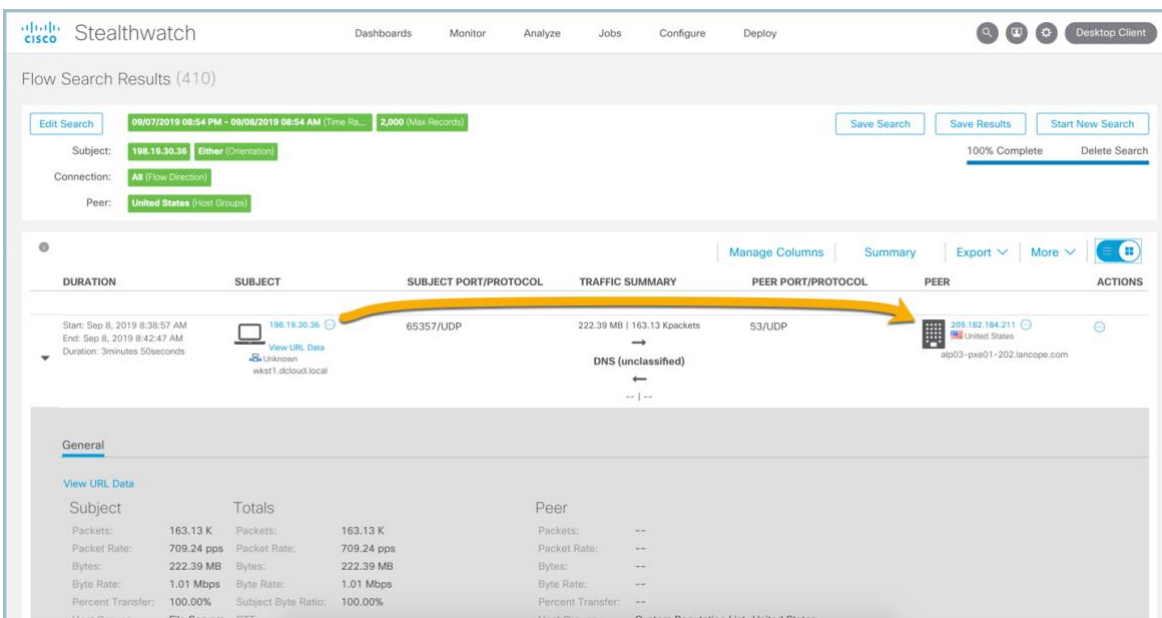 CISCO Stealthwatch Dashboards Monitor Analyze Jobs Configure Deploy Desktop Client
Flow Search Results (410)
Edit Search 09/07/2019 08:54 PM - 09/08/2019 08:54 AM (Time Ra... 2,000 (Max Records) Save Search Save Results Start New Search
Subject: 198.19.30.36 Either (Orientation) 100% Complete Delete Search
Connection: All (Flow Direction)
Peer: United States (Host Groups)
Manage Columns Summary Export More
DURATION SUBJECT SUBJECT PORT/PROTOCOL TRAFFIC SUMMARY PEER PORT/PROTOCOL PEER ACTIONS
Start: Sep 8, 2019 8:38:57 AM 198.19.30.36 65357/UDP 222.39 MB | 163.13 Kpackets 53/UDP 209.182.184.211
End: Sep 8, 2019 8:42:47 AM United States
Duration: 3minutes 50seconds View URL Data alp03-pxe01-202.lancope.com
Unknown DNS (unclassified)
wkst1.dcloud.local
-- | --
General
View URL Data
Subject Totals Peer
Packets: 163.13 K Packets: 163.13 K Packets: --
Packet Rate: 709.24 pps Packet Rate: 709.24 pps Packet Rate: --
Bytes: 222.39 MB Bytes: 222.39 MB Bytes: --
Byte Rate: 1.01 Mbps Byte Rate: 1.01 Mbps Byte Rate: --
Percent Transfer: 100.00% Subject Byte Ratio: 100.00% Percent Transfer: --